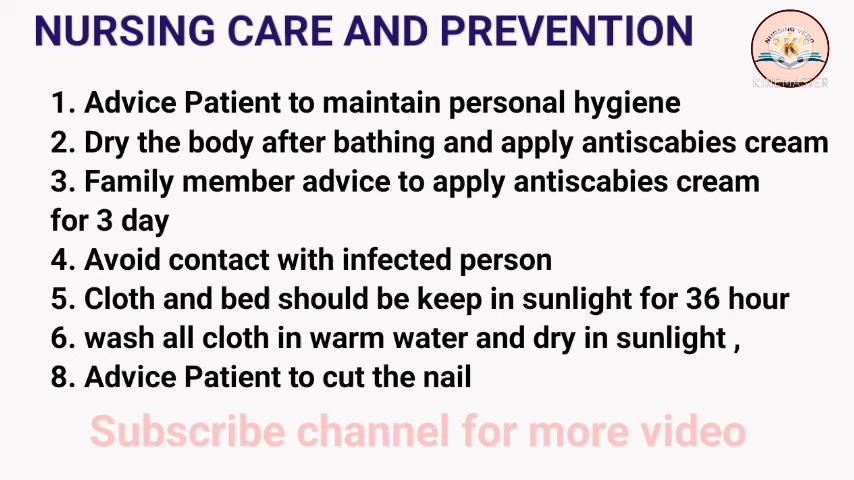 NURSING CARE AND PREVENTION
NURSING VEDA
KINEMASTER
1. Advice Patient to maintain personal hygiene
2. Dry the body after bathing and apply antiscabies cream
3. Family member advice to apply antiscabies cream
for 3 day
4. Avoid contact with infected person
5. Cloth and bed should be keep in sunlight for 36 hour
6. wash all cloth in warm water and dry in sunlight ,
8. Advice Patient to cut the nail
Subscribe channel for more video